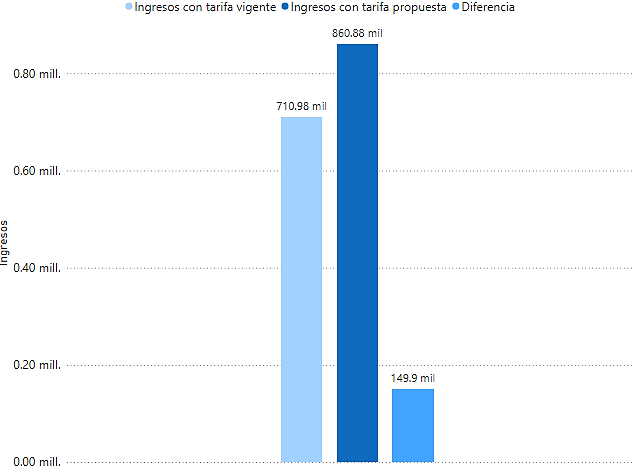 Ingresos con tarifa vigente Ingresos con tarifa propuesta Diferencia
860.88 mil
0.80 mill.
710.98 mil
0.60 mill.
Ingresos
0.40 mill.
0.20 mill.
149.9 mil
0.00 mill.